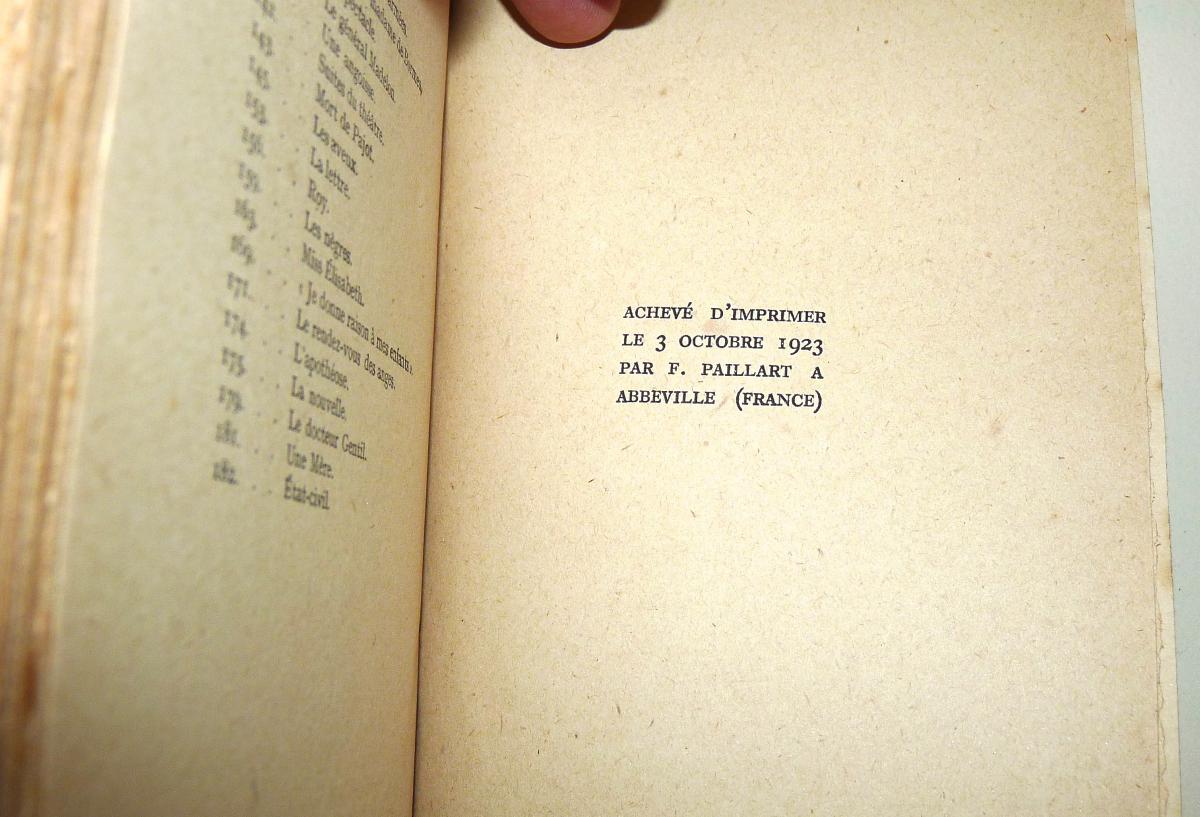 142.
143. Le général Madelon.
145. Une angoisse.
153. Suites du théâtre.
156. Mort de Pajot.
Les aveux.
159. La lettre.
163. Roy.
169. Les nègres.
171. Miss Élisabeth.
174. « Je donne raison à mes enfants ».
175. Le rendez-vous des anges.
L'apothéose.
179. La nouvelle.
181. Le docteur Gentil.
Une Mère.
182. État-civil.
ACHEVÉ D'IMPRIMER
LE 3 OCTOBRE 1923
PAR F. PAILLART A
ABBEVILLE (FRANCE)